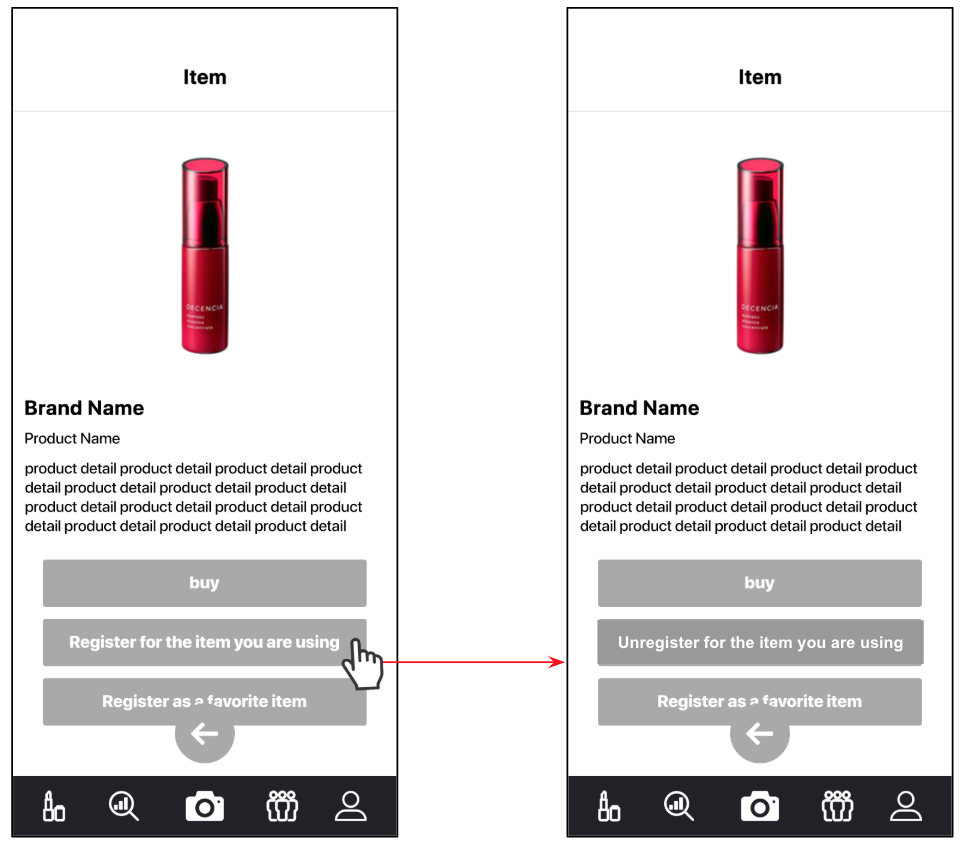 Item
DECENCIA
Brand Name
Product Name
product detail product detail product detail product
detail product detail product detail product detail
product detail product detail product detail product
detail product detail product detail product detail
buy
Register for the item you are using
Register as a favorite item
Item
DECENCIA
Brand Name
Product Name
product detail product detail product detail product
detail product detail product detail product detail
product detail product detail product detail product
detail product detail product detail product detail
buy
Unregister for the item you are using
Register as a favorite item